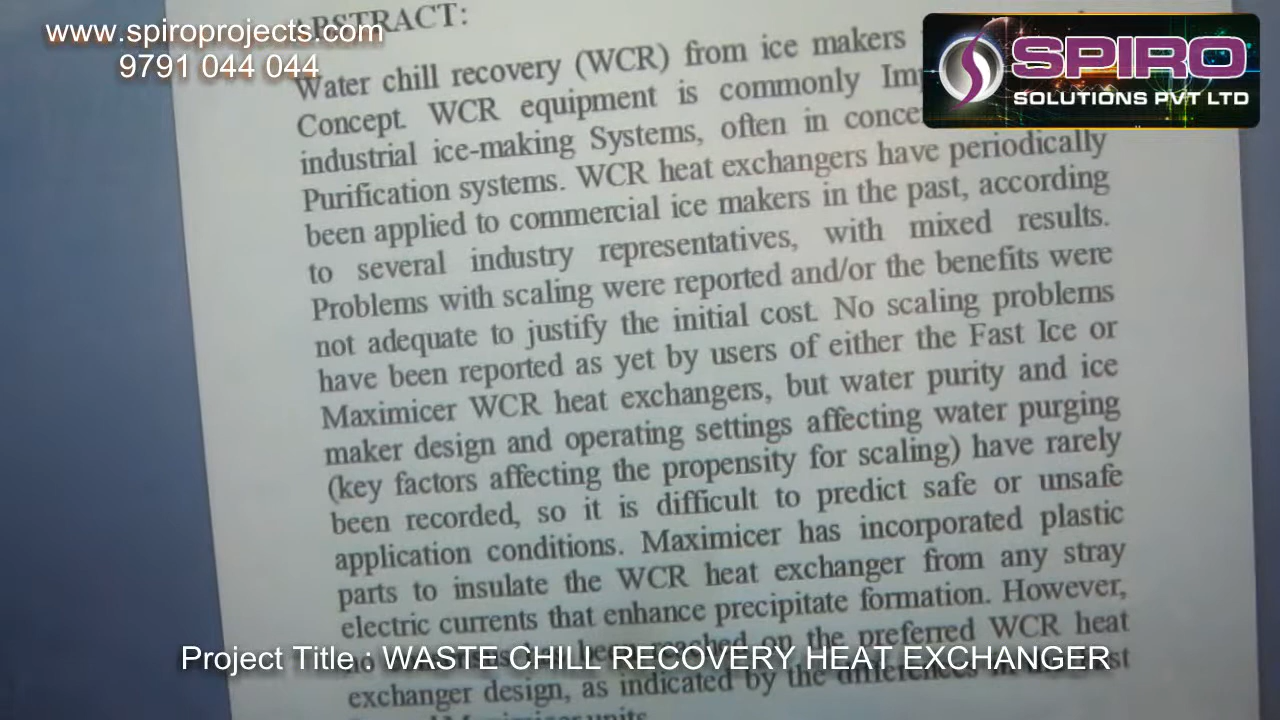 www.spiroprojects.com
9791 044 044
SPIRO
SOLUTIONS PVT LTD
ABSTRACT:
Water chill recovery (WCR) from ice makers
Concept. WCR equipment is commonly
industrial ice-making Systems, often in
Purification systems. WCR heat exchangers have periodically
been applied to commercial ice makers in the past, according
to several industry representatives, with mixed results.
Problems with scaling were reported and/or the benefits were
not adequate to justify the initial cost. No scaling problems
have been reported as yet by users of either the Fast Ice or
Maximicer WCR heat exchangers, but water purity and ice
maker design and operating settings affecting water purging
(key factors affecting the propensity for scaling) have rarely
been recorded, so it is difficult to predict safe or unsafe
application conditions. Maximicer has incorporated plastic
parts to insulate the WCR heat exchanger from any stray
electric currents that enhance precipitate formation. However,
reached on the preferred WCR heat
Project Title : WASTE CHILL RECOVERY HEAT EXCHANGER
exchanger design, as indicated by the differences in
units